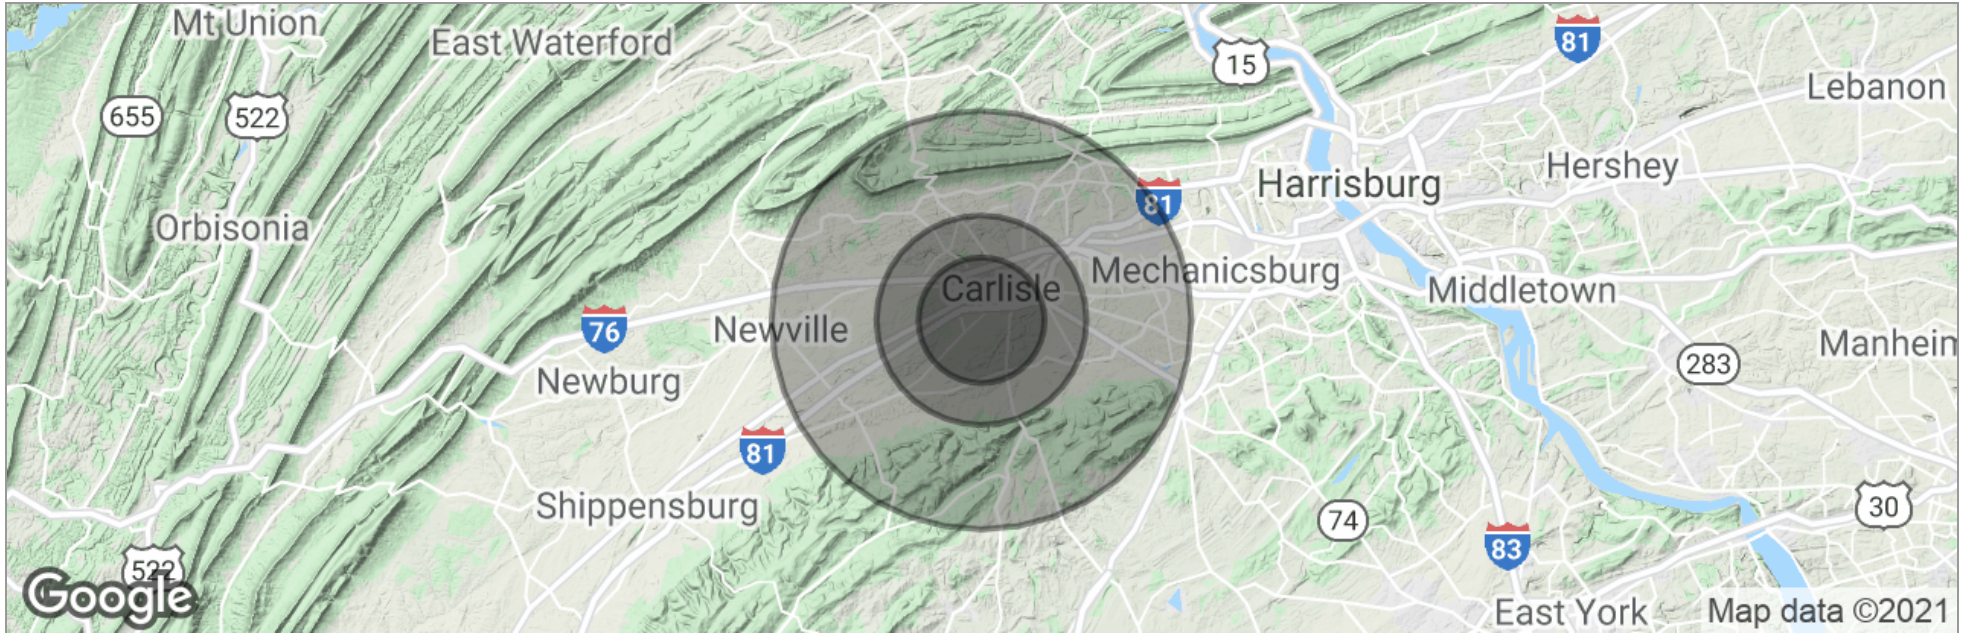 Mt Union
East Waterford
15
81
655
522
Lebanon
Hershey
81
Harrisburg
Orbisonia
Mechanicsburg
Carlisle
Middletown
76
Newville
Manheim
283
Newburg
81
Shippensburg
74
30
83
522
Google
East York
Map data ©2021